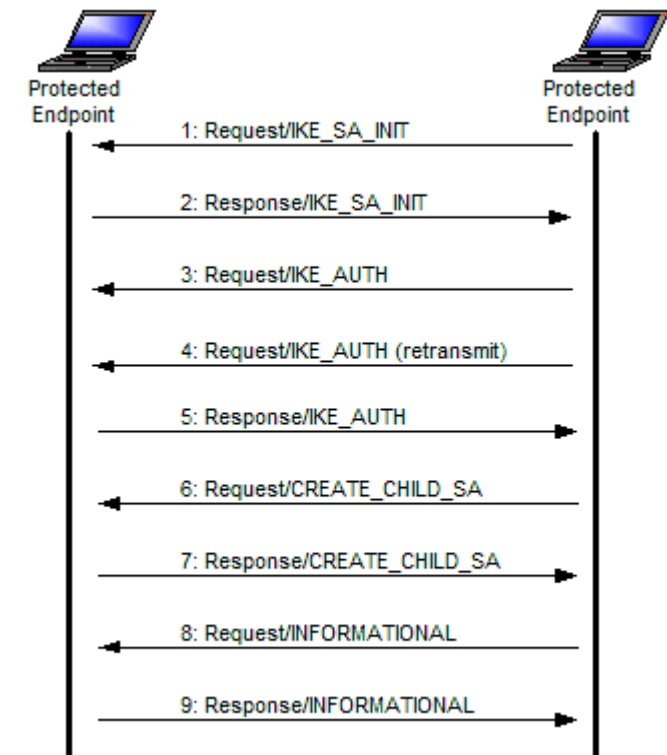 Protected
Endpoint
Protected
Endpoint
1: Request/IKE_SA_INIT
2: Response/IKE_SA_INIT
3: Request/IKE_AUTH
4: Request/IKE_AUTH (retransmit)
5: Response/IKE_AUTH
6: Request/CREATE_CHILD_SA
7: Response/CREATE_CHILD_SA
8: Request/INFORMATIONAL
9: Response/INFORMATIONAL